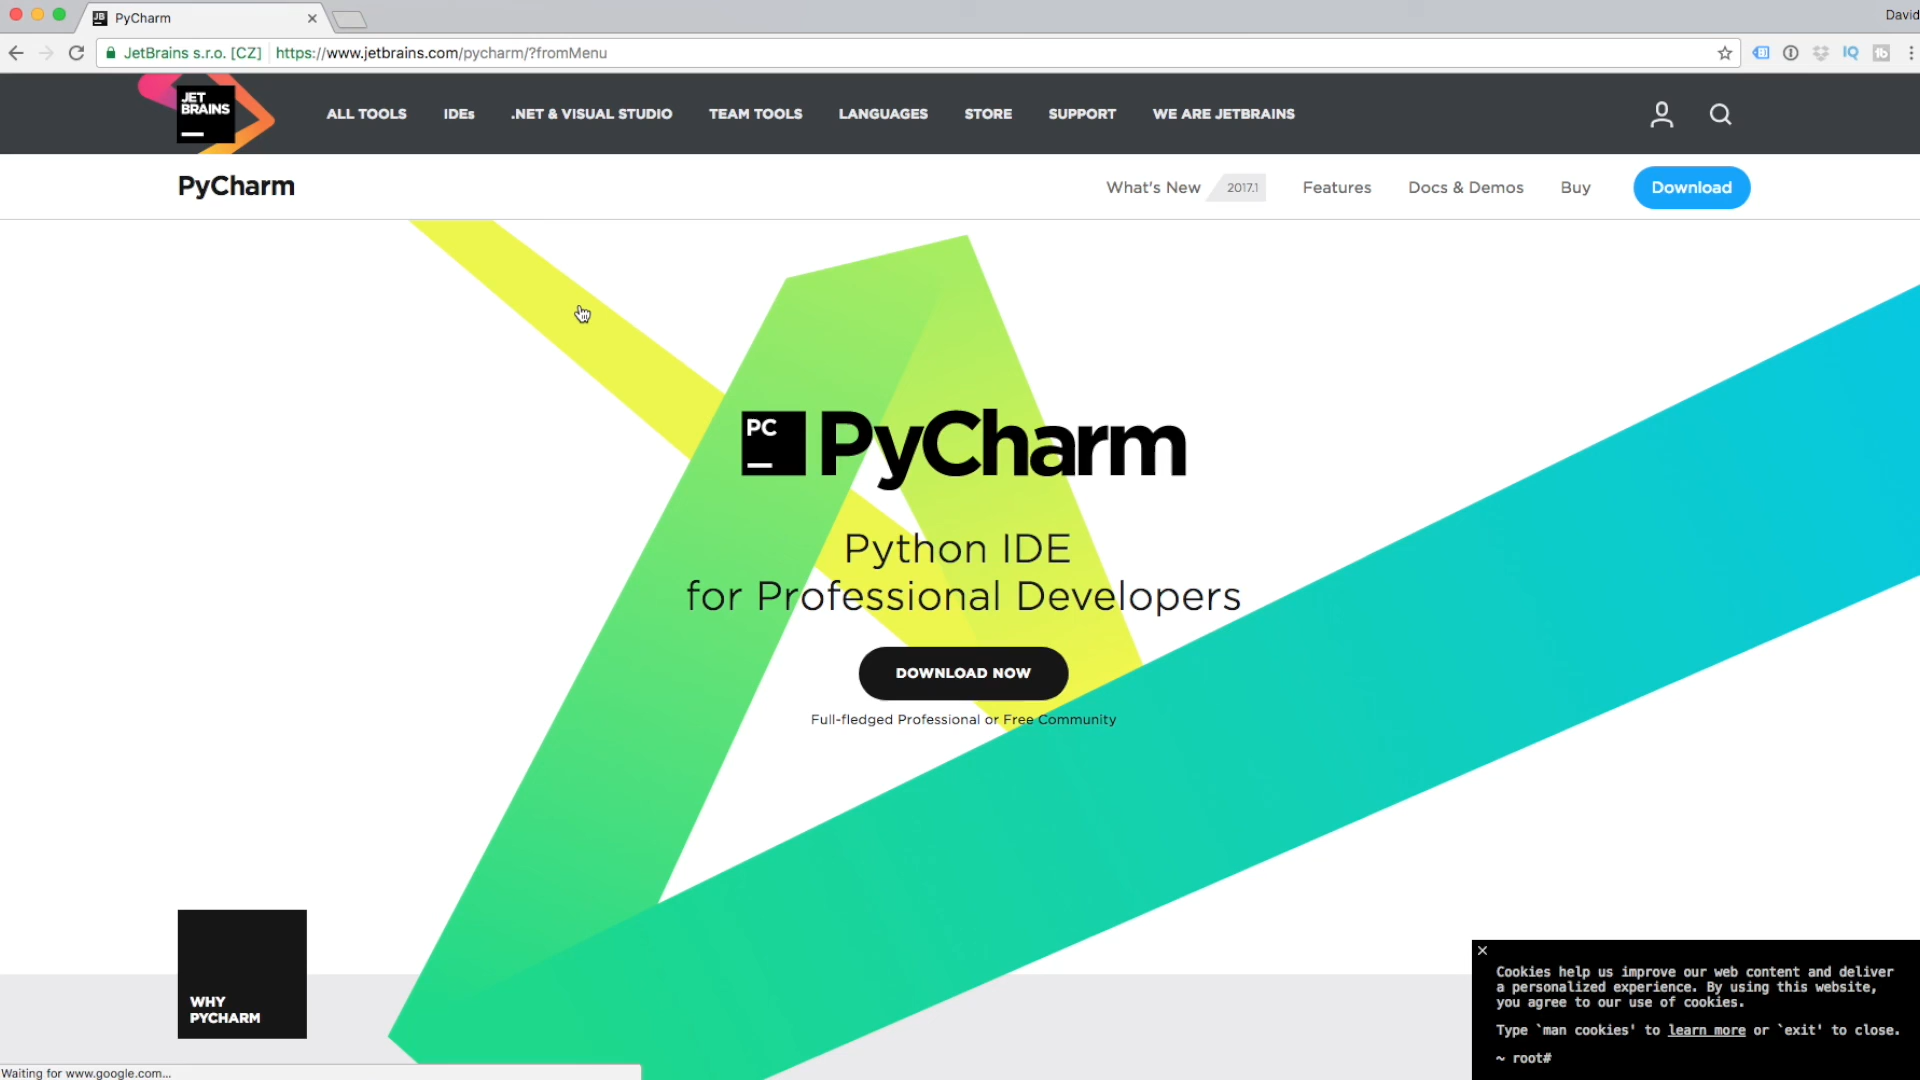 JB PyCharm
David
JetBrains s.r.o. [CZ] https://www.jetbrains.com/pycharm/?fromMenu
JET
BRAINS
ALL TOOLS IDEs .NET & VISUAL STUDIO TEAM TOOLS LANGUAGES STORE SUPPORT WE ARE JETBRAINS
PyCharm
What's New 2017.1 Features Docs & Demos Buy Download
PC PyCharm
Python IDE
for Professional Developers
DOWNLOAD NOW
Full-fledged Professional or Free Community
WHY
PYCHARM
Cookies help us improve our web content and deliver
a personalized experience. By using this website,
you agree to our use of cookies.
Type `man cookies' to learn more or `exit' to close.
~ root#
Waiting for www.google.com...